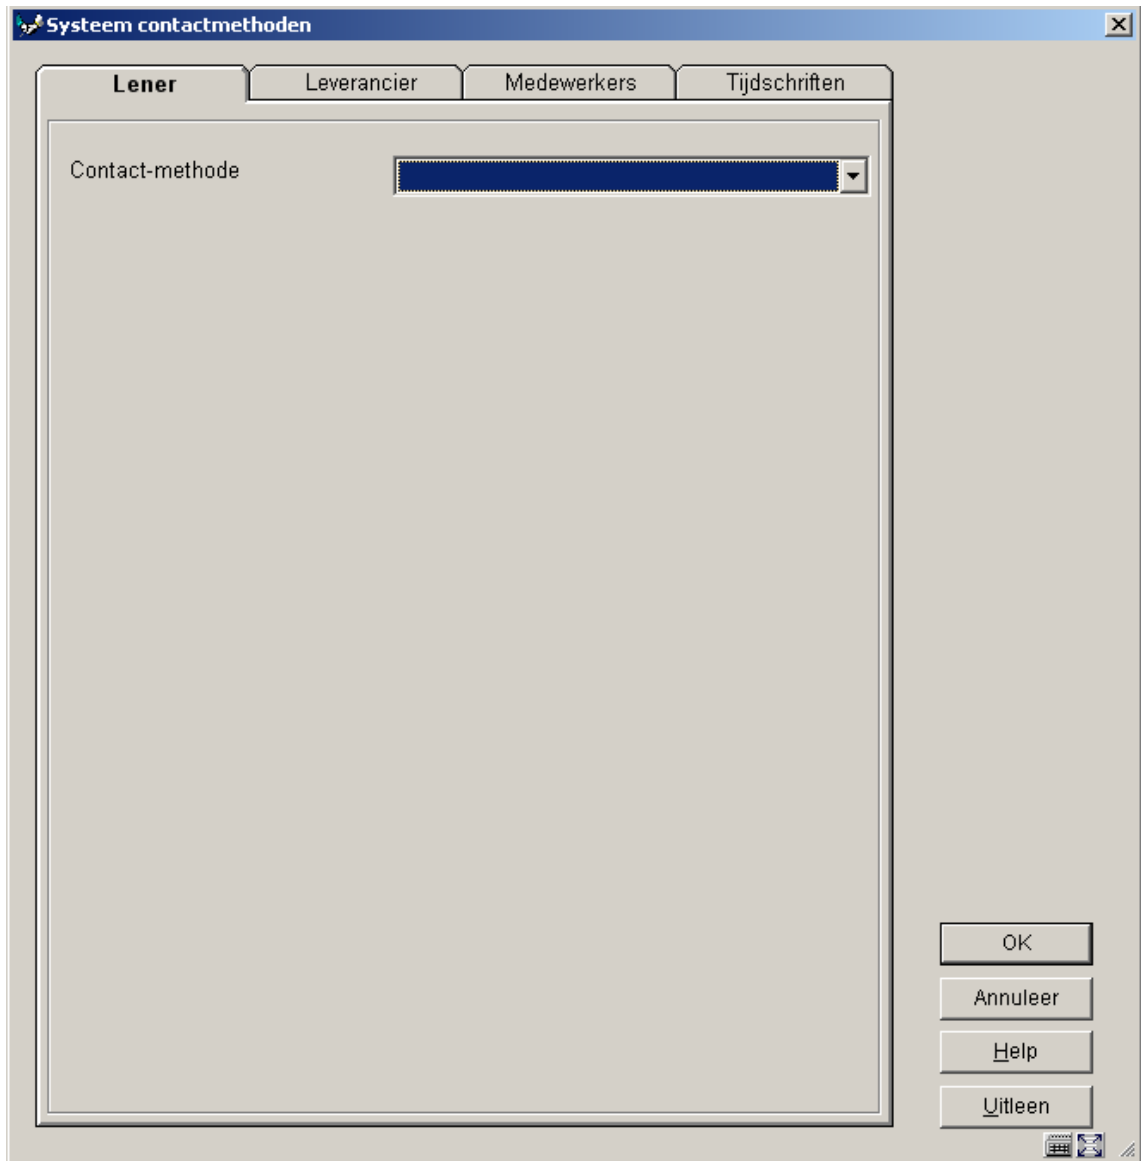 Systeem contactmethoden
Lener Leverancier Medewerkers Tijdschriften
Contact-methode
OK
Annuleer
Help
Uitleen